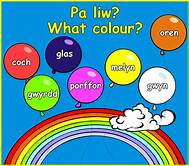 Pa liw?
What colour?
oren
glas
coch
melyn
gwyrdd
porffor
gwyn